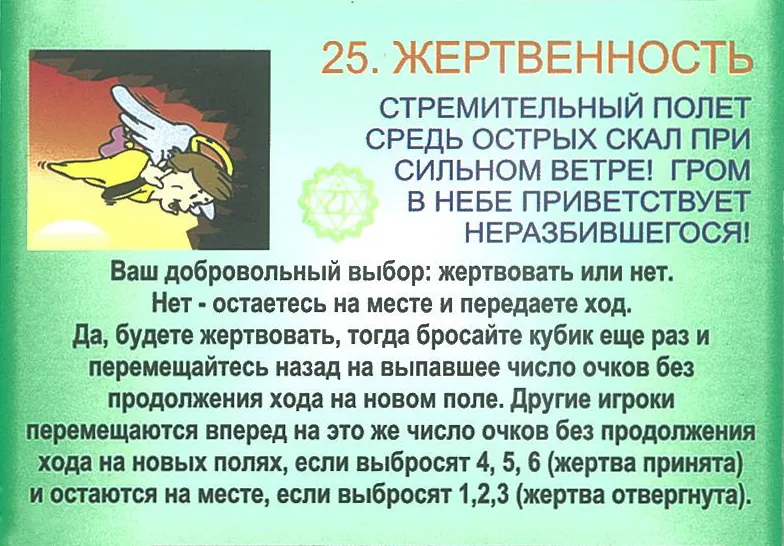 25. ЖЕРТВЕННОСТЬ
СТРЕМИТЕЛЬНЫЙ ПОЛЕТ
СРЕДЬ ОСТРЫХ СКАЛ ПРИ
СИЛЬНОМ ВЕТРЕ! ГРОМ
В НЕБЕ ПРИВЕТСТВУЕТ
НЕРАЗБИВШЕГОСЯ!
Ваш добровольный выбор: жертвовать или нет.
Нет - остаетесь на месте и передаете ход.
Да, будете жертвовать, тогда бросайте кубик еще раз и
перемещайтесь назад на выпавшее число очков без
продолжения хода на новом поле. Другие игроки
перемещаются вперед на это же число очков без продолжения
хода на новых полях, если выбросят 4, 5, 6 (жертва принята)
и остаются на месте, если выбросят 1,2,3 (жертва отвергнута).